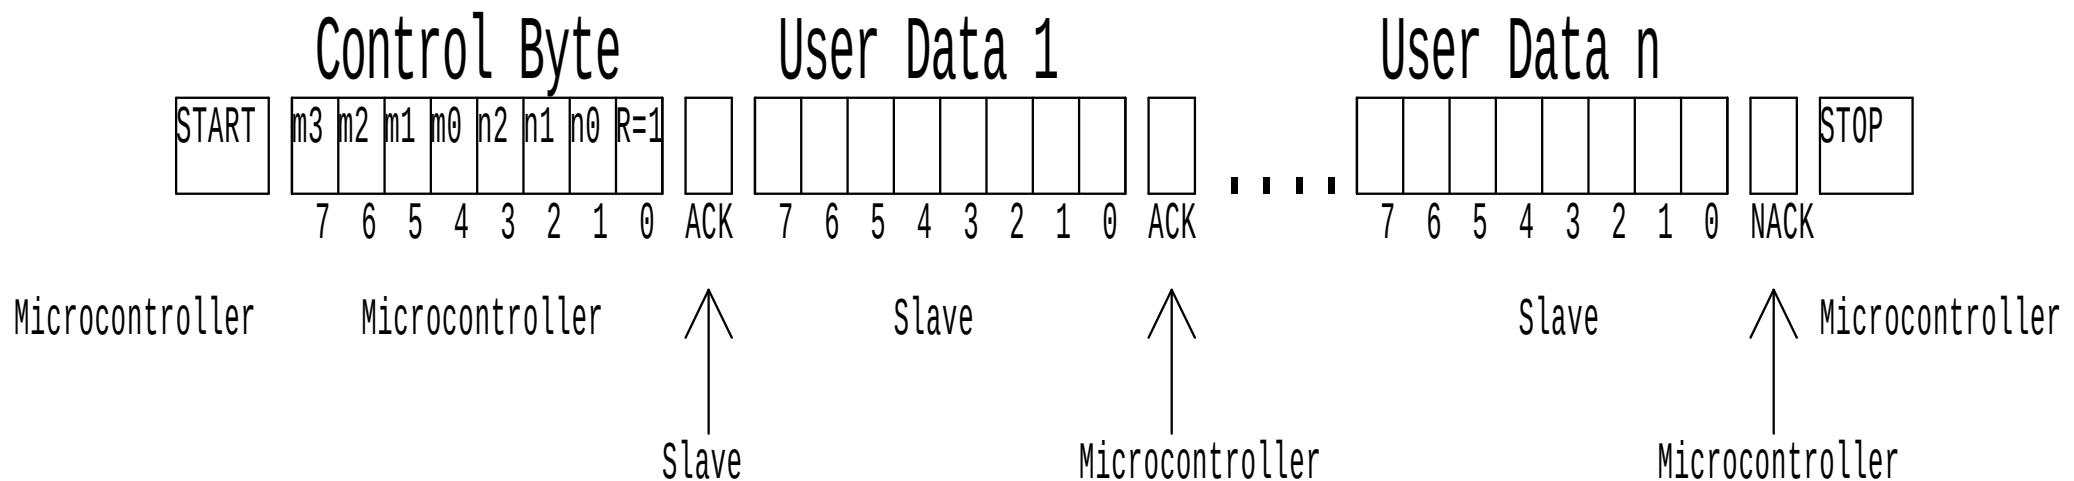 Control Byte User Data 1 User Data n
START m3 m2 m1 m0 n2 n1 n0 R=1 STOP
7 6 5 4 3 2 1 0 ACK 7 6 5 4 3 2 1 0 ACK 7 6 5 4 3 2 1 0 NACK
Microcontroller Microcontroller Slave Slave Microcontroller
Slave Microcontroller Microcontroller